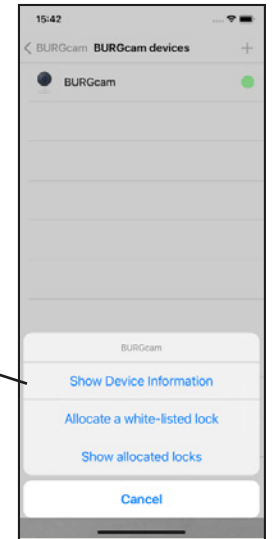 15:42
BURGcam BURGcam devices +
BURGcam
BURGcam
Show Device Information
Allocate a white-listed lock
Show allocated locks
Cancel